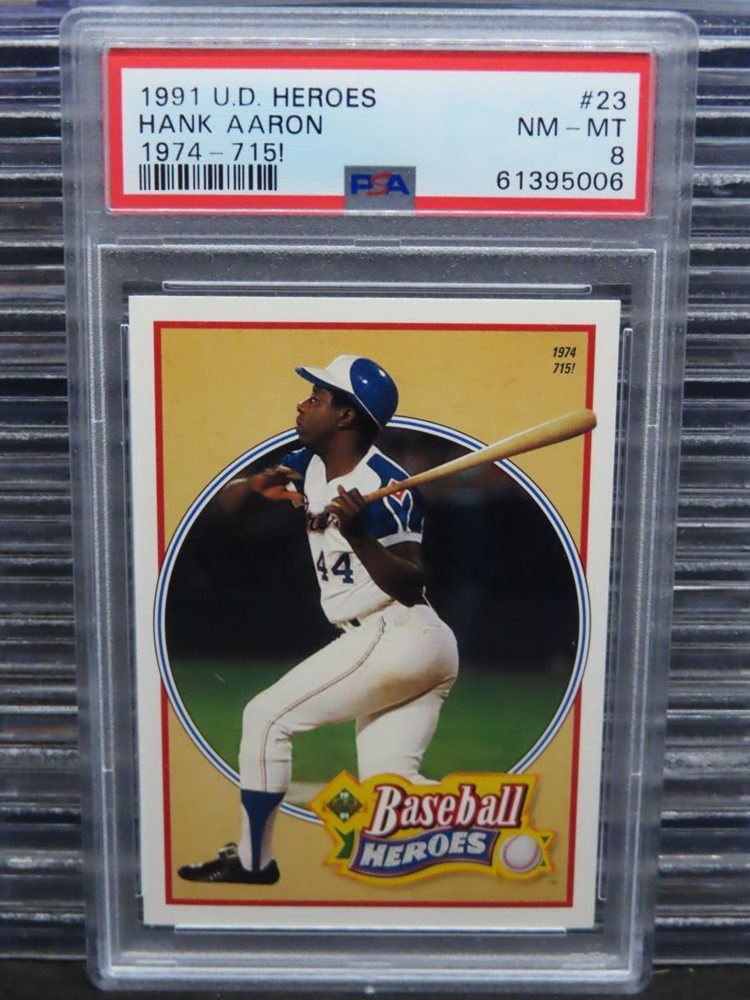 1991 U.D. HEROES #23
HANK AARON NM - MT
1974 - 715! 8
PSA 61395006
1974
715!
44
Baseball
HEROES